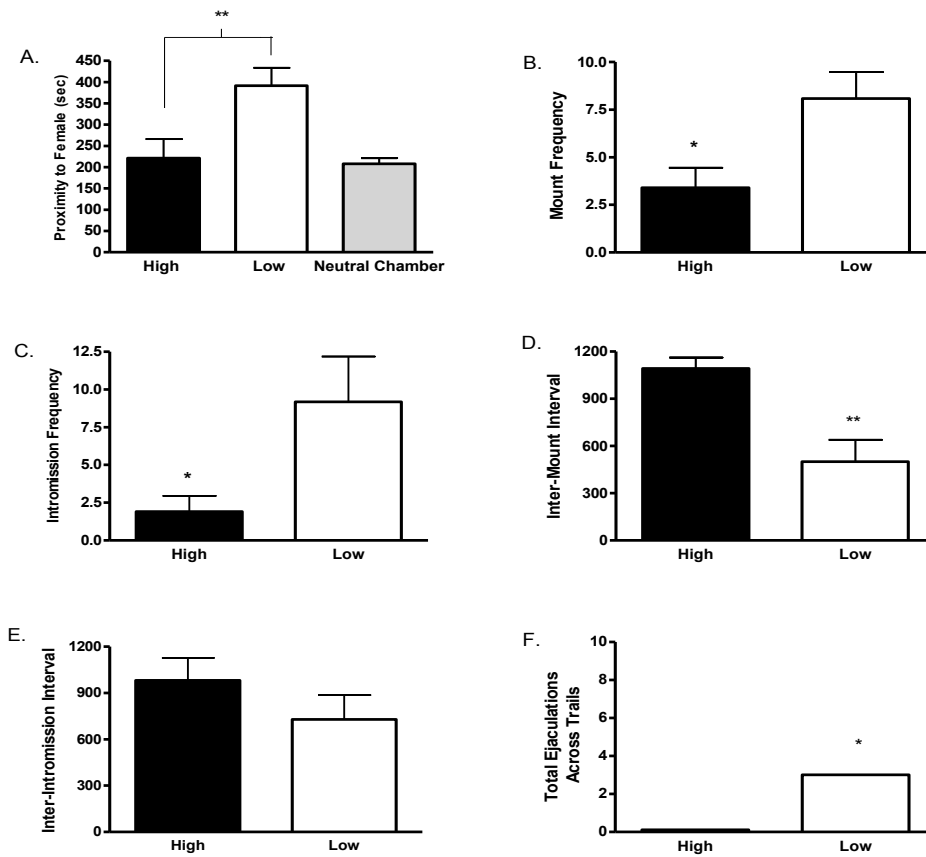 **
A.
Proximity to Female (sec)
450
400
350
300
250
200
150
100
50
0
High Low Neutral Chamber
B.
Mount Frequency
10.0
7.5
5.0
2.5
0.0
*
High Low
C.
Intromission Frequency
12.5
10.0
7.5
5.0
2.5
0.0
*
High Low
D.
Inter-Mount Interval
1200
900
600
300
0
**
High Low
E.
Inter-Intromission Interval
1200
900
600
300
0
High Low
F.
Total Ejaculations
Across Trails
10
8
6
4
2
0
*
High Low